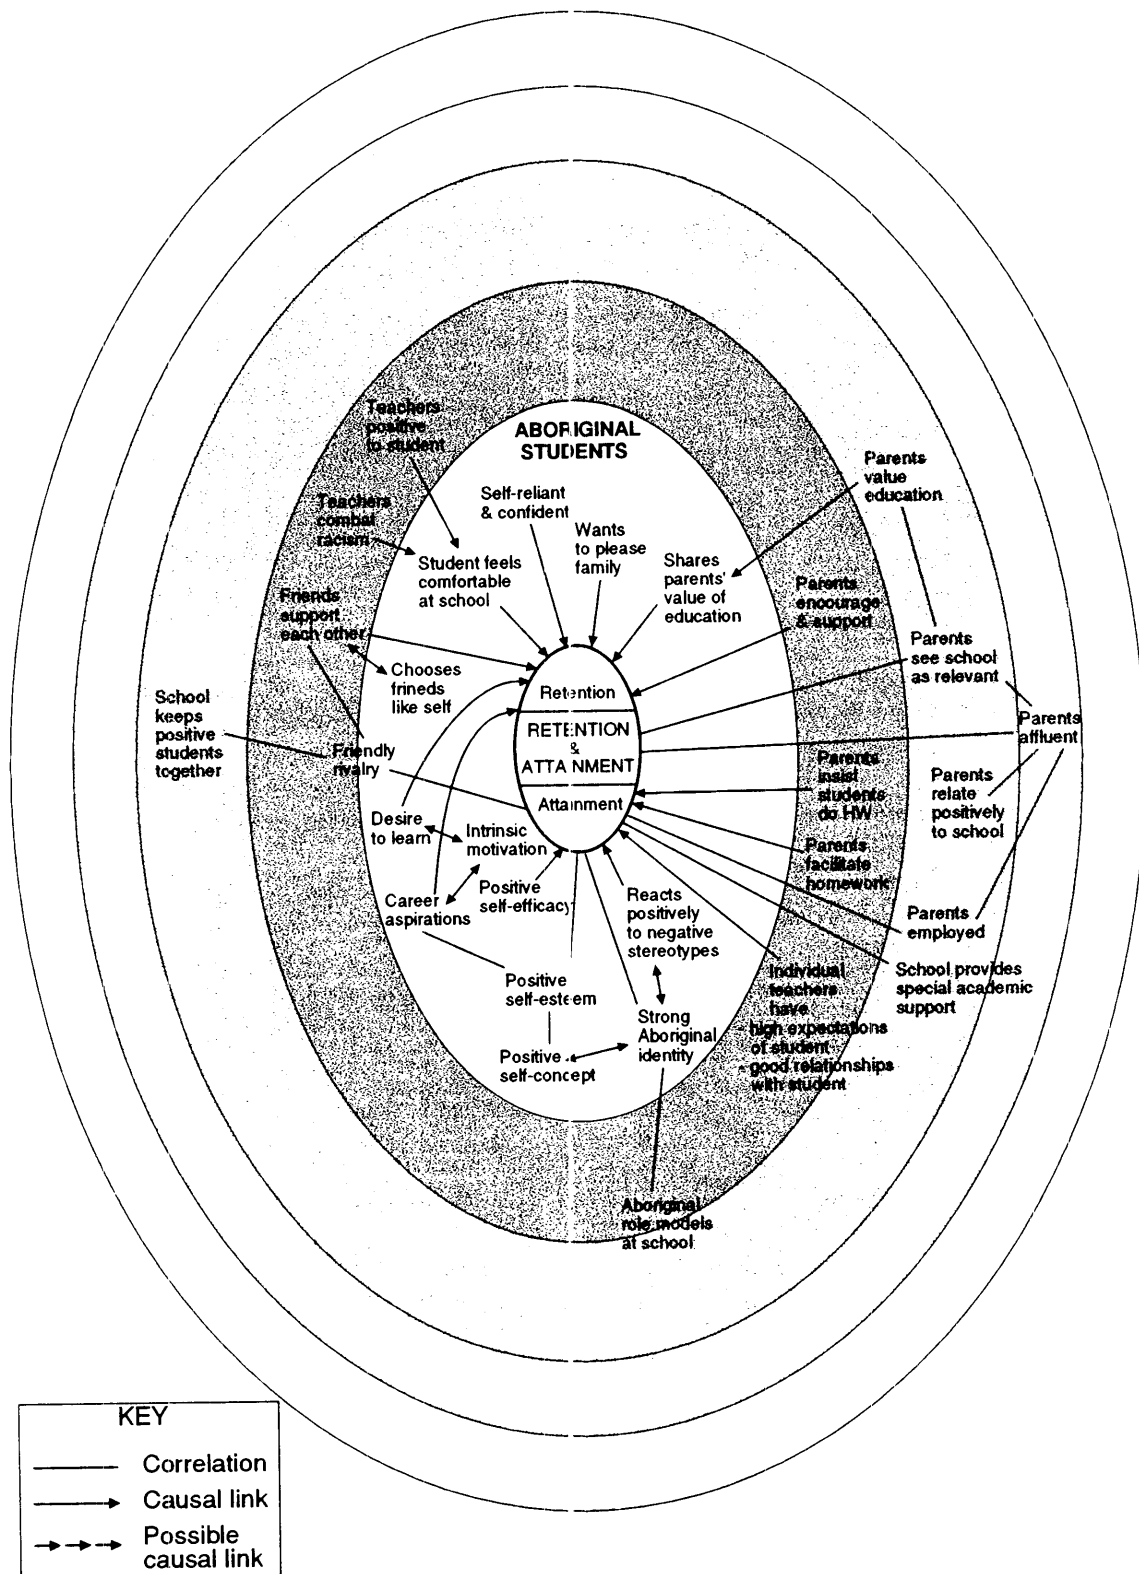 ABORIGINAL
STUDENTS
Teachers
positive
to student
Self-reliant
& confident
Parents
value
education
Teachers
combat
racism
Wants
to please
family
Student feels
comfortable
at school
Shares
parents'
value of
education
Parents
encourage
& support
Friends
support
each other
Parents
see school
as relevant
Chooses
frineds
like self
Retention
School
keeps
positive
students
together
RETENTION
&
ATTAINMENT
Parents
affluent
Friendly
rivalry
Parents
insist
students
do HW
Parents
relate
positively
to school
Attainment
Desire
to learn
Intrinsic
motivation
Parents
facilitate
homework
Positive
self-efficacy
Career
aspirations
Reacts
positively
to negative
stereotypes
Parents
employed
Individual
teachers
have
- high expectations
of student
- good relationships
with student
School provides
special academic
support
Positive
self-esteem
Strong
Aboriginal
identity
Positive
self-concept
Aboriginal
role models
at school
KEY
Correlation
Causal link
Possible
causal link